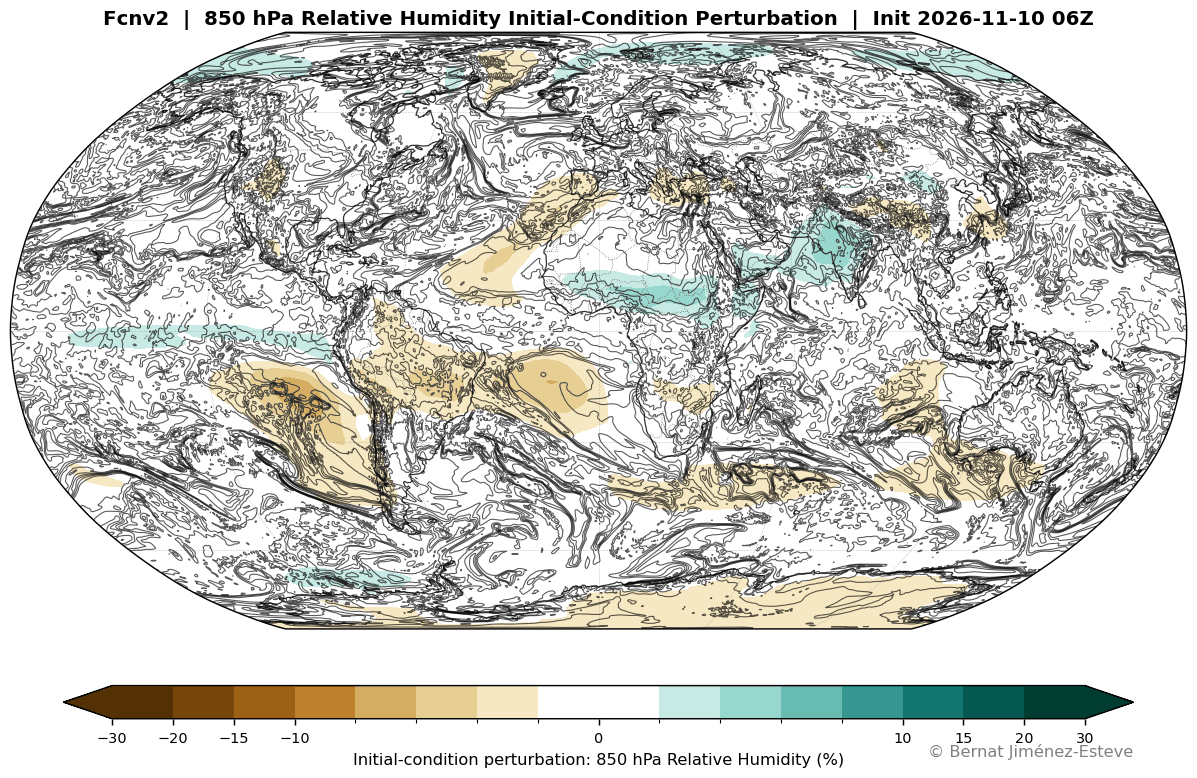 Fcnv2 | 850 hPa Relative Humidity Initial-Condition Perturbation | Init 2026-11-10 06Z
−30 −20 −15 −10 0 10 15 20 30
Initial-condition perturbation: 850 hPa Relative Humidity (%)
© Bernat Jiménez-Esteve